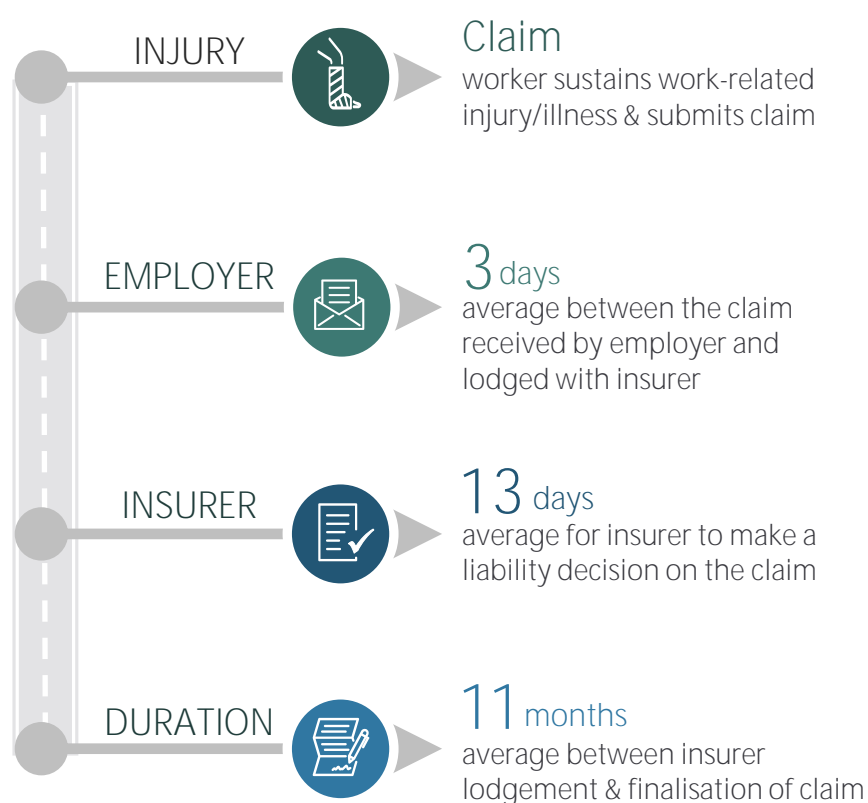 INJURY
Claim
worker sustains work-related
injury/illness & submits claim
EMPLOYER
3 days
average between the claim
received by employer and
lodged with insurer
INSURER
13 days
average for insurer to make a
liability decision on the claim
DURATION
11 months
average between insurer
lodgement & finalisation of claim